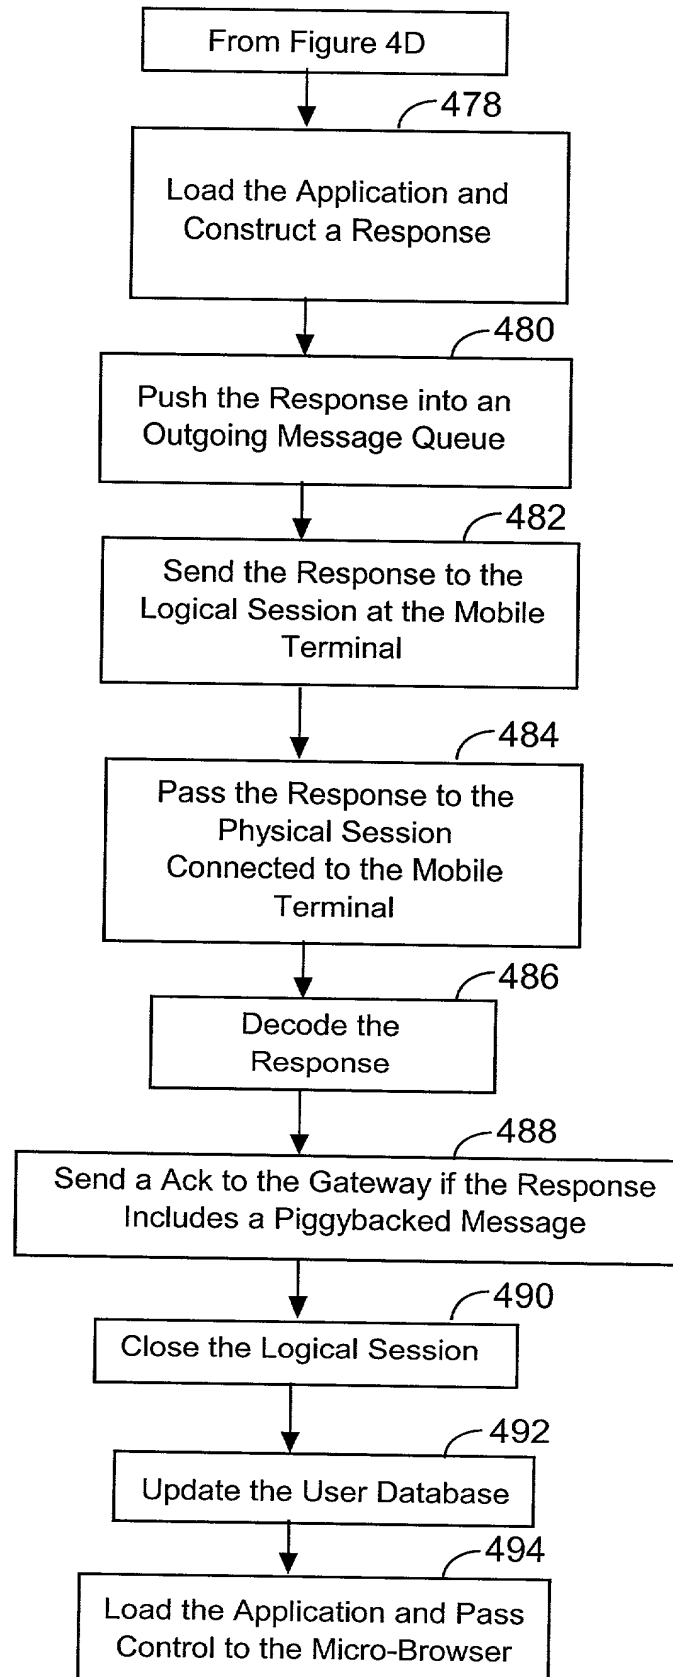 From Figure 4D
478
Load the Application and
Construct a Response
480
Push the Response into an
Outgoing Message Queue
482
Send the Response to the
Logical Session at the Mobile
Terminal
484
Pass the Response to the
Physical Session
Connected to the Mobile
Terminal
486
Decode the
Response
488
Send a Ack to the Gateway if the Response
Includes a Piggybacked Message
490
Close the Logical Session
492
Update the User Database
494
Load the Application and Pass
Control to the Micro-Browser